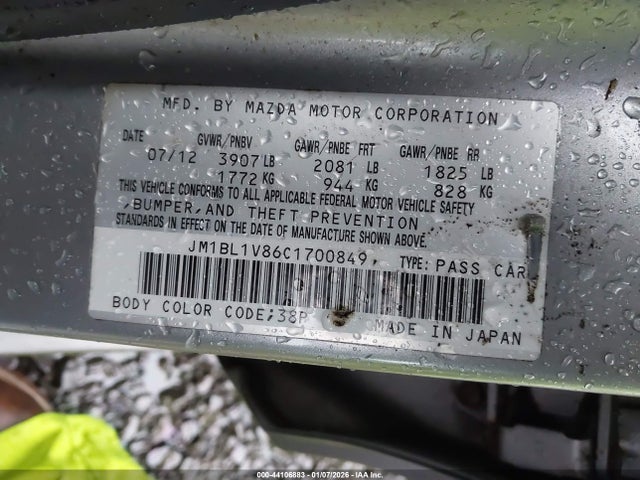 MFD. BY MAZDA MOTOR CORPORATION
DATE GVWR/PNBV GAWR/PNBE FRT GAWR/PNBE RR
07/12 3907LB 2081 LB 1825 LB
1772 KG 944 KG 828 KG
THIS VEHICLE CONFORMS TO ALL APPLICABLE FEDERAL MOTOR VEHICLE SAFETY
,BUMPER,AND THEFT PREVENTION
STANDARDS IN EFFECT ON THE DATE OF MANUFACTURE SHOWN ABOVE.
JM1BL1V86C1700849 TYPE: PASS CAR
BODY COLOR CODE;38P MADE IN JAPAN
000-44106883 - 01/07/2026 - IAA Holdings, LLC